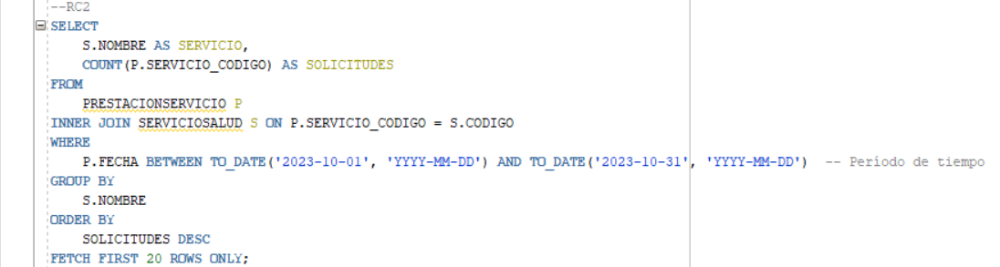 --RC2
SELECT
S.NOMBRE AS SERVICIO,
COUNT(P.SERVICIO_CODIGO) AS SOLICITUDES
FROM
PRESTACIONSERVICIO P
INNER JOIN SERVICIOSALUD S ON P.SERVICIO_CODIGO = S.CODIGO
WHERE
P.FECHA BETWEEN TO_DATE('2023-10-01', 'YYYY-MM-DD') AND TO_DATE('2023-10-31', 'YYYY-MM-DD')  -- Periodo de tiempo
GROUP BY
S.NOMBRE
ORDER BY
SOLICITUDES DESC
FETCH FIRST 20 ROWS ONLY;